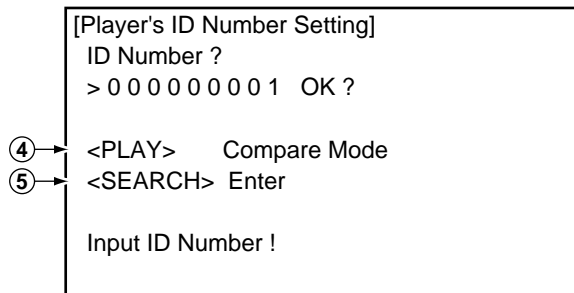 [Player's ID Number Setting]
ID Number ?
> 0 0 0 0 0 0 0 0 1 OK ?
④ <PLAY> Compare Mode
⑤ <SEARCH> Enter
Input ID Number !